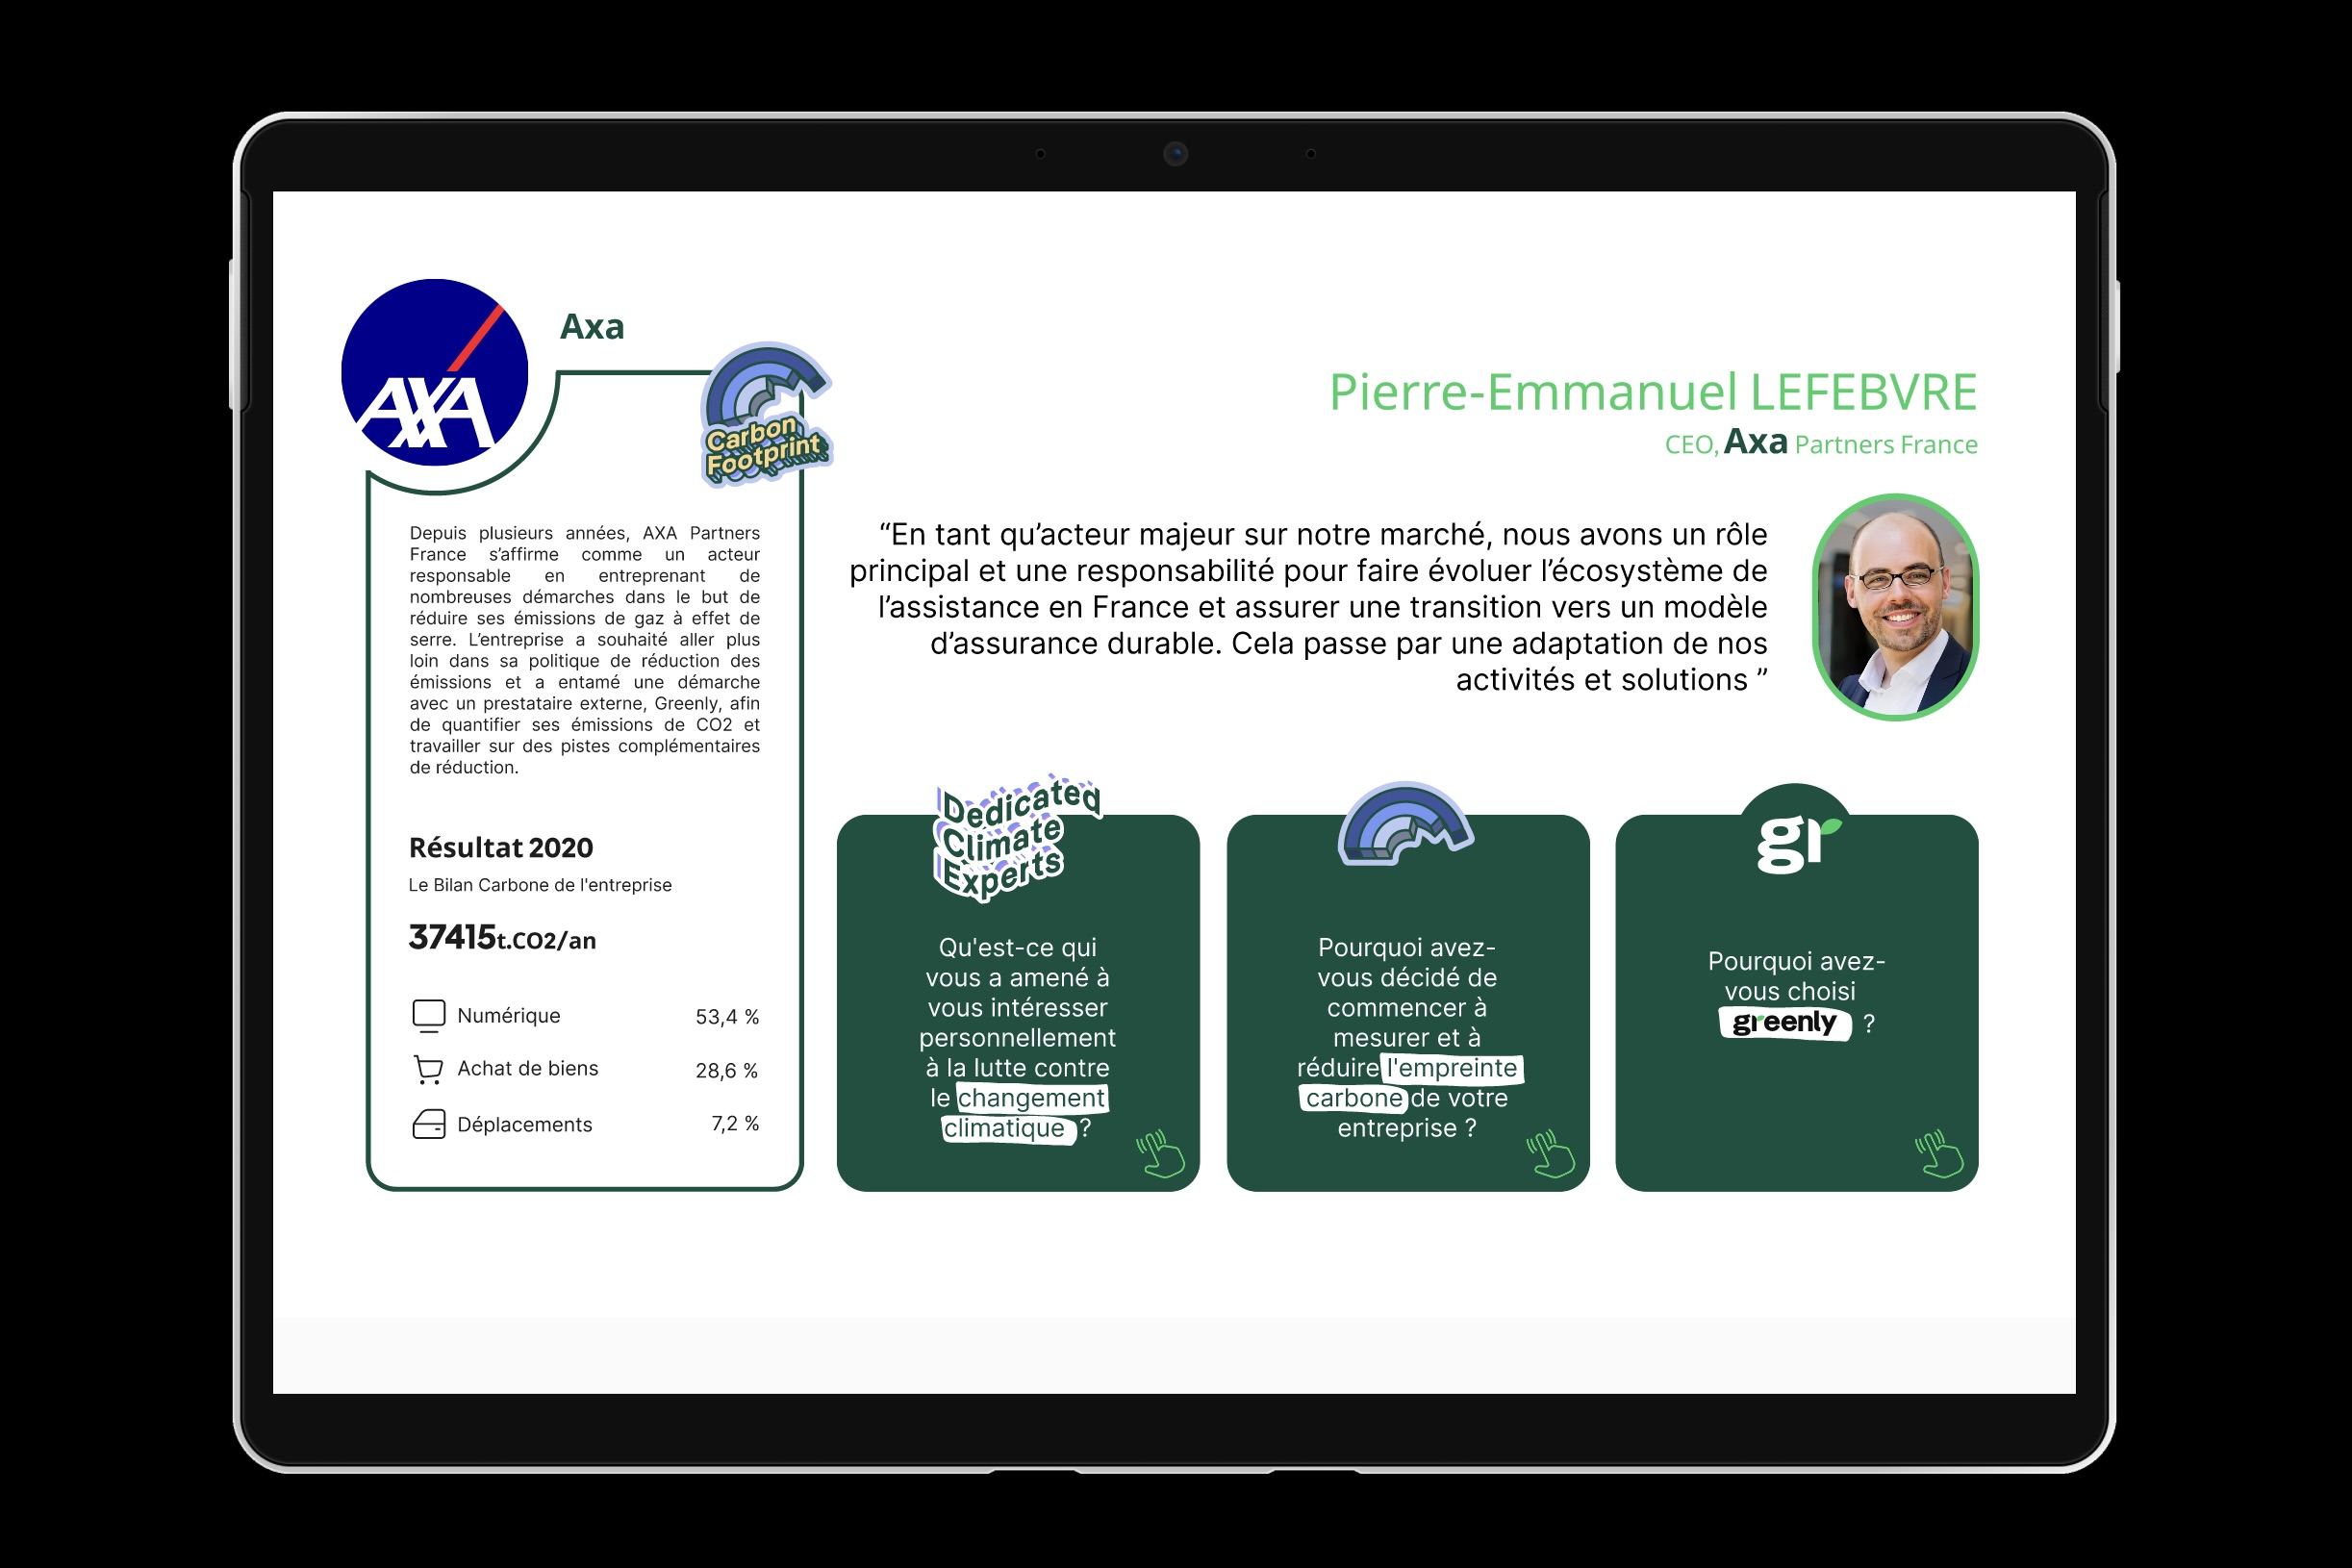 AXA
Axa
Carbon
Footprint
Depuis plusieurs années, AXA Partners
France s’affirme comme un acteur
responsable en entreprenant de
nombreuses démarches dans le but de
réduire ses émissions de gaz à effet de
serre. L’entreprise a souhaité aller plus
loin dans sa politique de réduction des
émissions et a entamé une démarche
avec un prestataire externe, Greenly, afin
de quantifier ses émissions de CO2 et
travailler sur des pistes complémentaires
de réduction.
Résultat 2020
Le Bilan Carbone de l'entreprise
37415t.CO2/an
Numérique 53,4 %
Achat de biens 28,6 %
Déplacements 7,2 %
Pierre-Emmanuel LEFEBVRE
CEO, Axa Partners France
“En tant qu’acteur majeur sur notre marché, nous avons un rôle
principal et une responsabilité pour faire évoluer l’écosystème de
l’assistance en France et assurer une transition vers un modèle
d’assurance durable. Cela passe par une adaptation de nos
activités et solutions ”
Dedicated
Climate
Experts
Qu'est-ce qui
vous a amené à
vous intéresser
personnellement
à la lutte contre
le changement
climatique ?
Pourquoi avez-
vous décidé de
commencer à
mesurer et à
réduire l'empreinte
carbone de votre
entreprise ?
gr
Pourquoi avez-
vous choisi
greenly ?